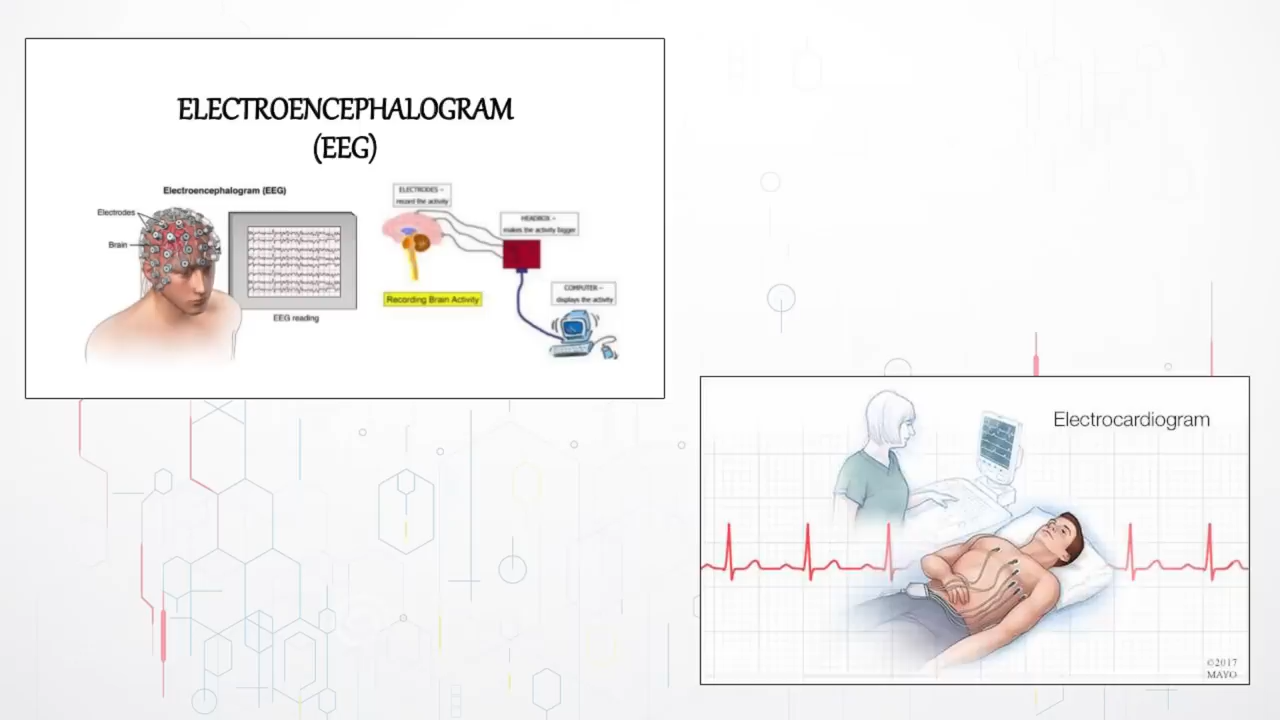 ELECTROENCEPHALOGRAM
(EEG)
Electroencephalogram (EEG)
Electrodes
Brain
EEG reading
ELECTRODES –
record the activity
HEADBOX –
makes the activity bigger
Recording Brain Activity
COMPUTER –
displays the activity
Electrocardiogram
©2017
MAYO